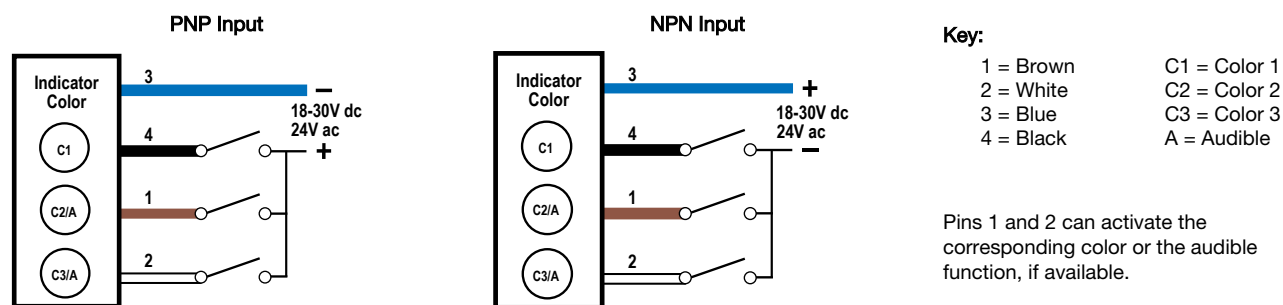 PNP Input
Indicator
Color
3
−
18-30V dc
24V ac
+
4
C1
1
C2/A
2
C3/A
NPN Input
Indicator
Color
3
+
18-30V dc
24V ac
−
4
C1
1
C2/A
2
C3/A
Key:
1 = Brown
2 = White
3 = Blue
4 = Black
C1 = Color 1
C2 = Color 2
C3 = Color 3
A = Audible
Pins 1 and 2 can activate the
corresponding color or the audible
function, if available.